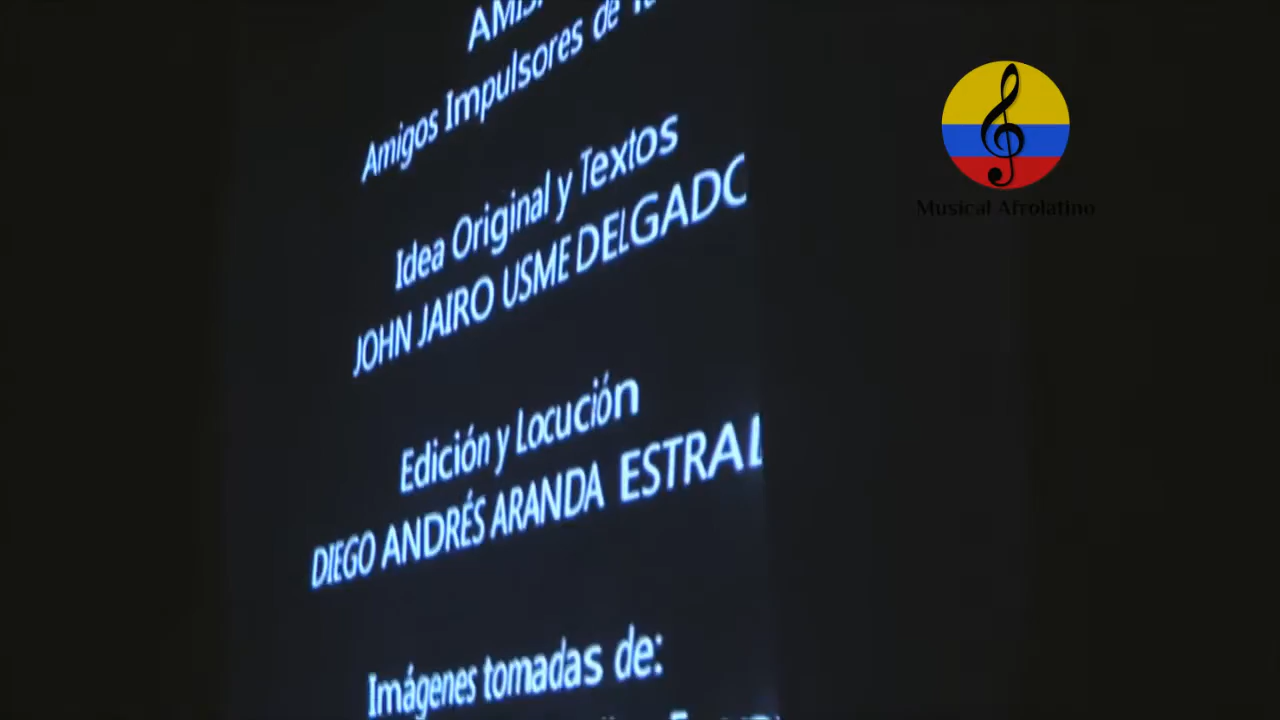 Amigos Impulsores de
Idea Original y Textos
JOHN JAIRO USME DELGADO
Edición y Locución
DIEGO ANDRÉS ARANDA
Imágenes tomadas de:
Musical Afrolatino